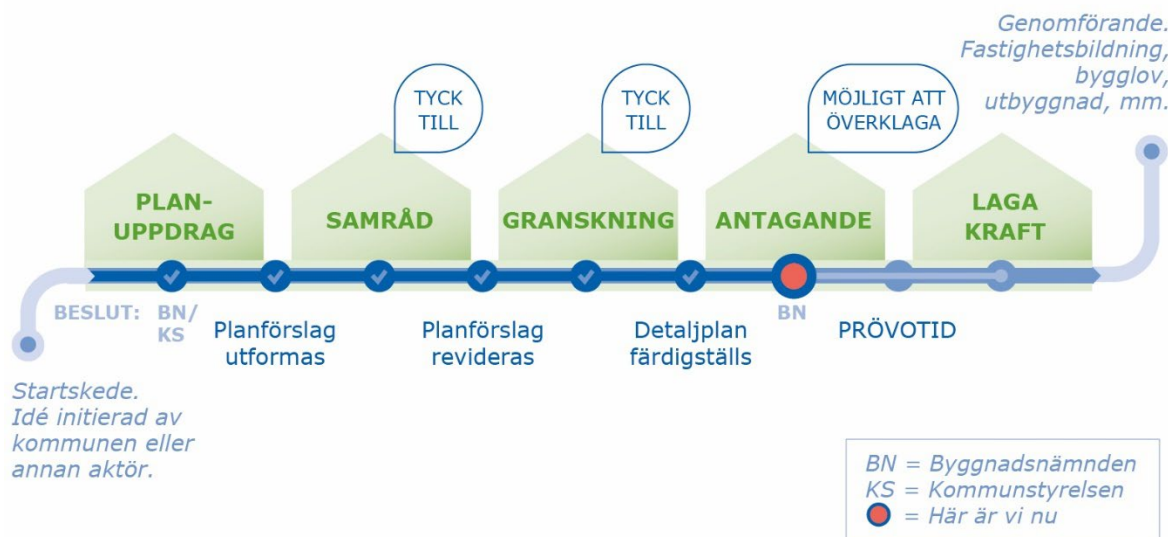 Genomförande.
Fastighetsbildning,
bygglov,
utbyggnad, mm.
TYCK
TILL
TYCK
TILL
MÖJLIGT ATT
ÖVERKLAGA
PLAN-
UPPDRAG
SAMRÅD
GRANSKNING
ANTAGANDE
LAGA
KRAFT
BESLUT:
BN/
KS
BN
Planförslag
utformas
Planförslag
revideras
Detaljplan
färdigställs
PRÖVOTID
Startskede.
Idé initierad av
kommunen eller
annan aktör.
BN = Byggnadsnämnden
KS = Kommunstyrelsen
= Här är vi nu